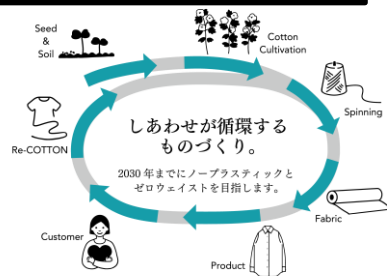 Seed
&
Soil
Cotton
Cultivation
Spinning
Fabric
Product
Customer
Re-COTTON
しあわせが循環する
ものづくり。
2030年までにノープラスティックと
ゼロウェイストを目指します。